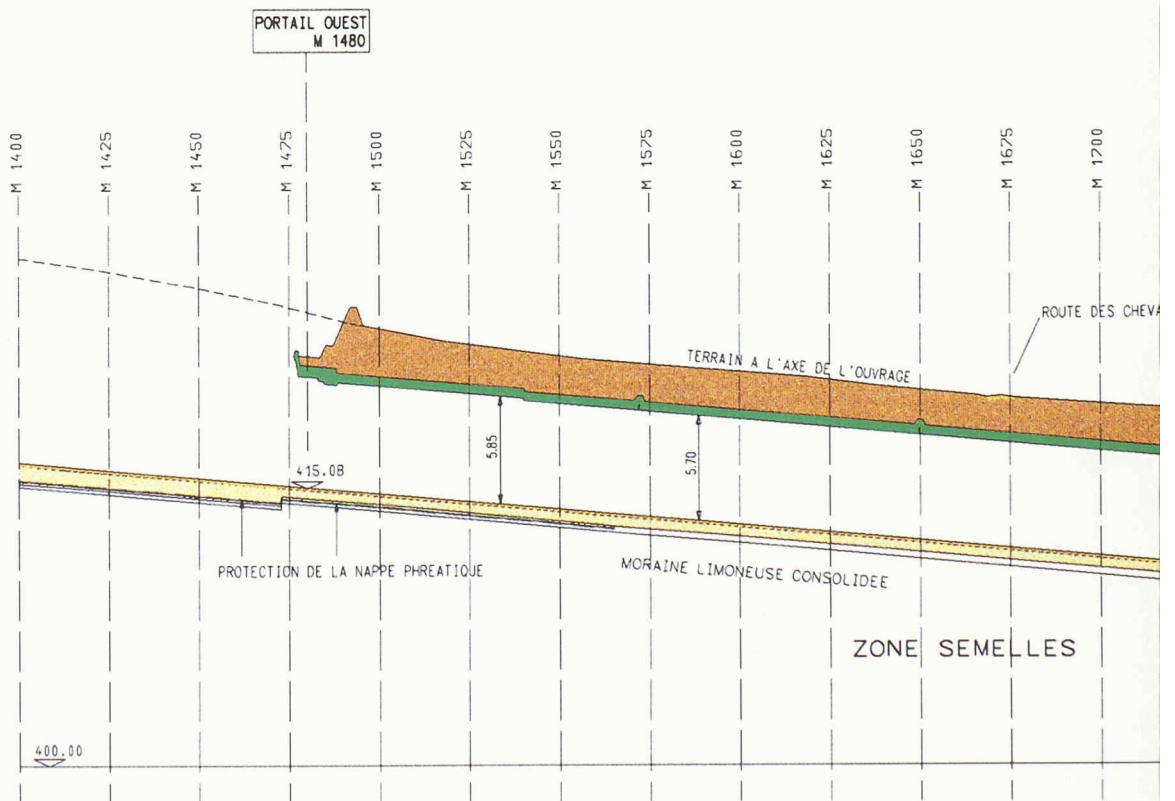 PORTAIL OUEST
M 1480
M 1400
M 1425
M 1450
M 1475
M 1500
M 1525
M 1550
M 1575
M 1600
M 1625
M 1650
M 1675
M 1700
ROUTE DES CHEVA
TERRAIN A L'AXE DE L'OUVRAGE
5.85
5.70
415.08
PROTECTION DE LA NAPPE PHREATIQUE
MORAINE LIMONEUSE CONSOLIDEE
ZONE SEMELLES
400.00